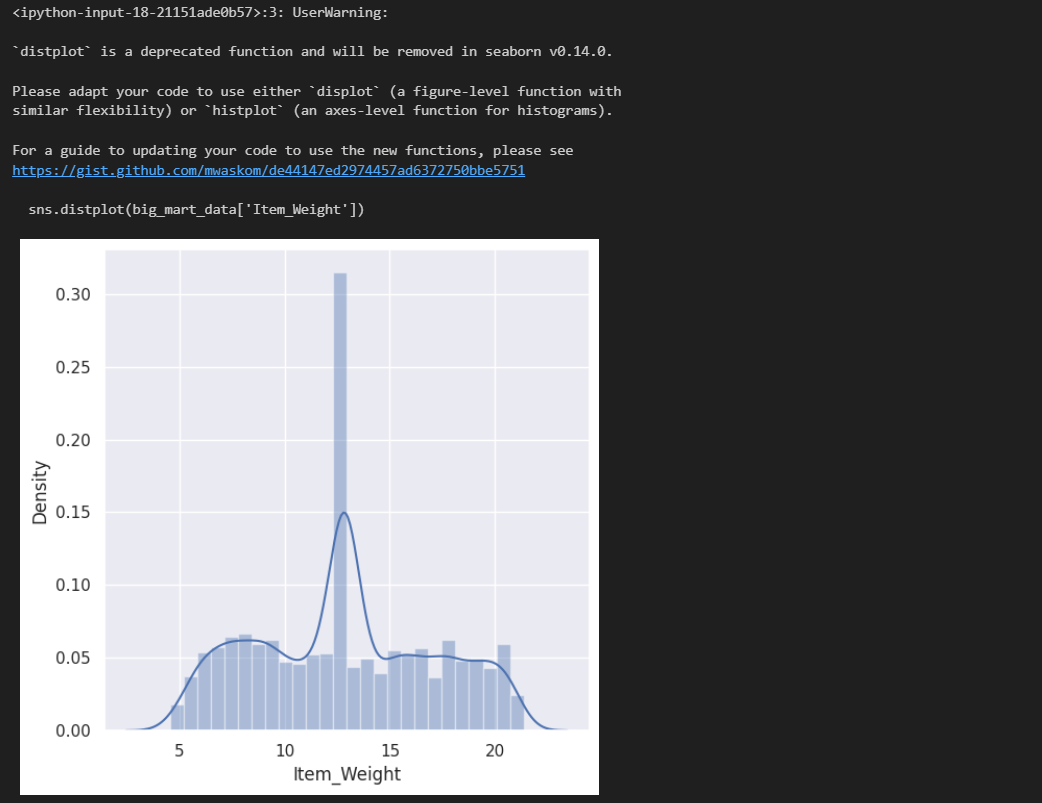 <ipython-input-18-21151ade0b57>:3: UserWarning:
`distplot` is a deprecated function and will be removed in seaborn v0.14.0.
Please adapt your code to use either `displot` (a figure-level function with
similar flexibility) or `histplot` (an axes-level function for histograms).
For a guide to updating your code to use the new functions, please see
https://gist.github.com/mwaskom/de44147ed2974457ad6372750bbe5751
sns.distplot(big_mart_data['Item_Weight'])
0.30
0.25
0.20
0.15
0.10
0.05
0.00
Density
5 10 15 20
Item_Weight